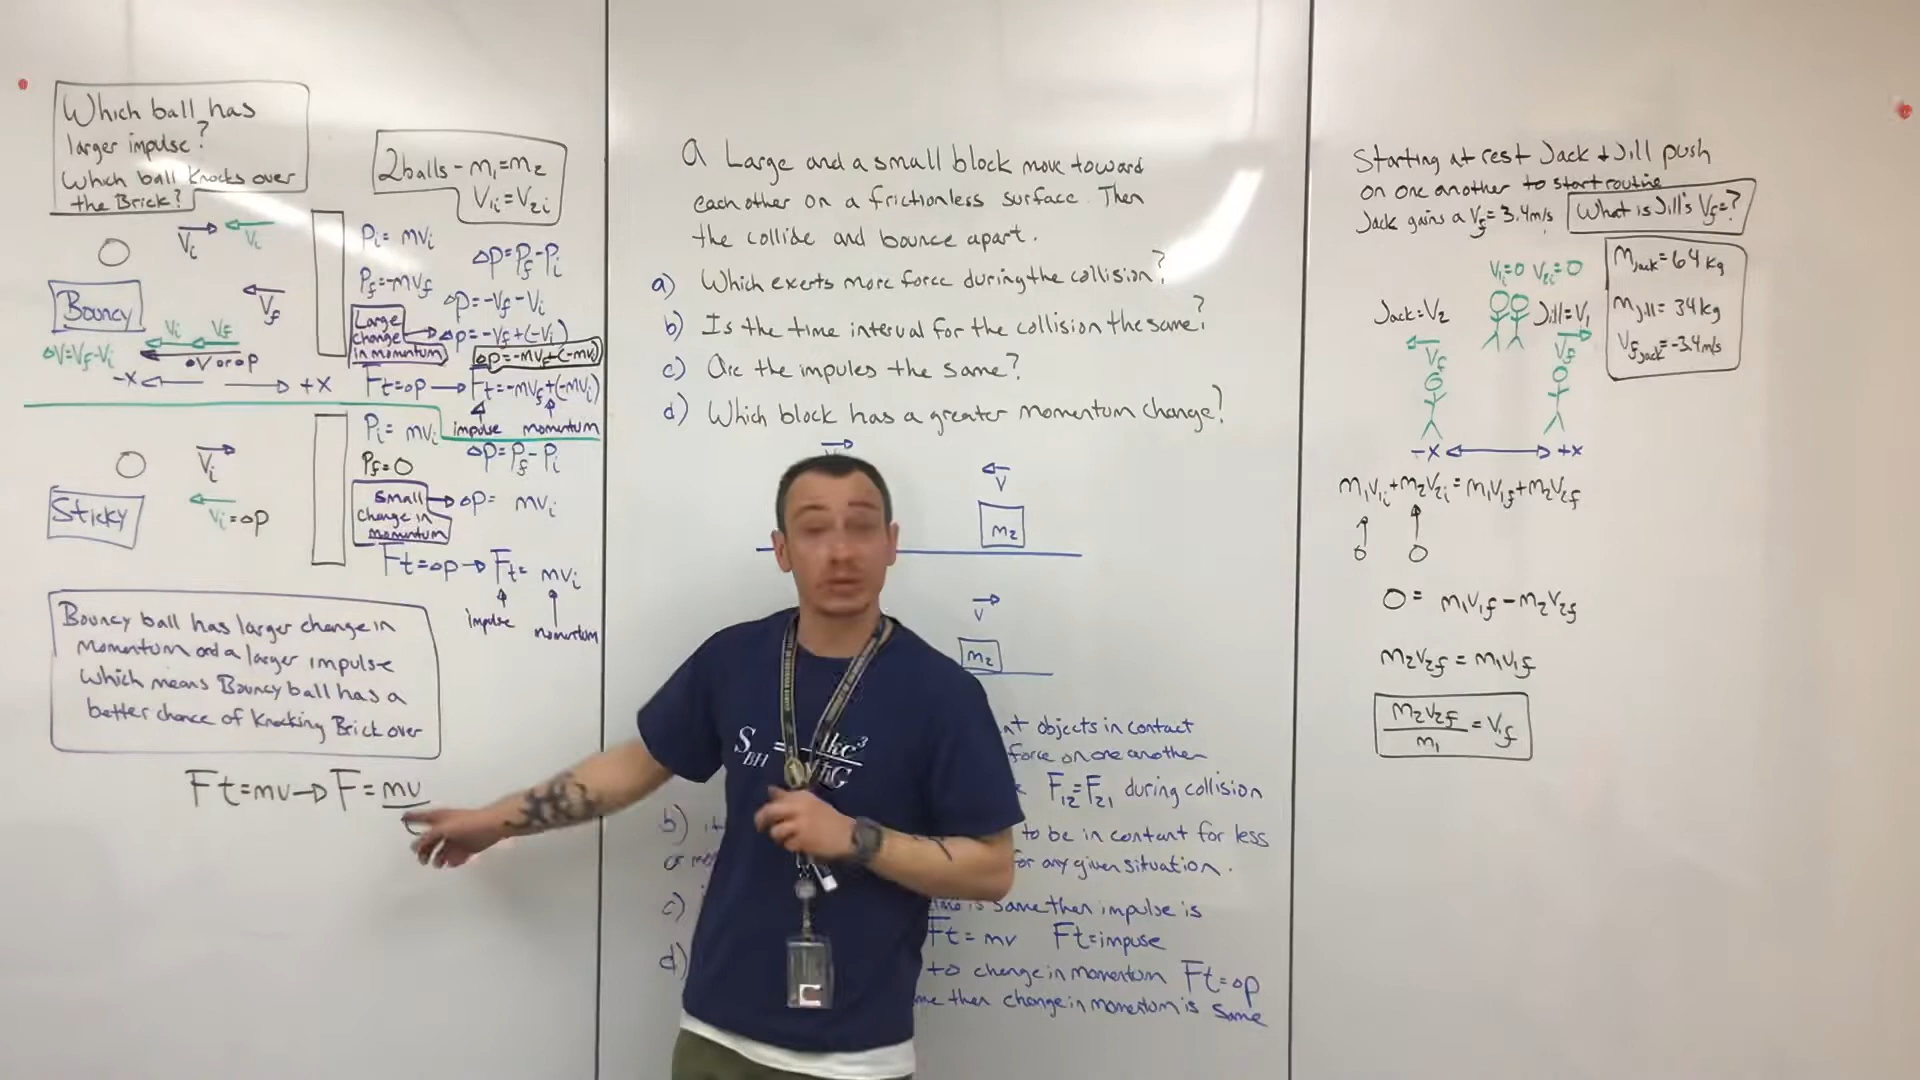 Which ball has
larger impulse?
Which ball knocks over
the Brick?
2balls - m₁=m₂
V₁ᵢ=V₂ᵢ
Vᵢ
Vᵢ
Bouncy
Vf
Vᵢ Vf
ΔV=Vf-Vᵢ
ΔV or ΔP
-X +X
Pᵢ= mVᵢ
Pf=-mVf
Large
change
in momentum
ΔP=Pf-Pᵢ
ΔP=-Vf-Vᵢ
ΔP=-Vf+(-Vᵢ)
ΔP=-mVf+(-mVᵢ)
Ft=ΔP → Ft=-mVf+(-mVᵢ)
impulse momentum
Vᵢ
Sticky
Vᵢ=ΔP
Pᵢ= mVᵢ
Pf=0
Small
Change in
momentum
ΔP=Pf-Pᵢ
ΔP= mVᵢ
Ft=ΔP → Ft= mVᵢ
impulse momentum
Bouncy ball has larger change in
Momentum and a larger impulse
Which means Bouncy ball has a
better chance of Knocking Brick over
Ft=mv → F=mv
A Large and a small block move toward
each other on a frictionless surface. Then
the collide and bounce apart.
a) Which exerts more force during the collision?
b) Is the time interval for the collision the same?
c) Are the impules the same?
d) Which block has a greater momentum change?
V
m₂
V
m₂
objects in contact
force on one another
F₁₂=F₂₁ during collision
b) to be in contact for less
for any given situation.
c) is same then impulse is
Ft=mv Ft=impuse
d) to change in momentum Ft=ΔP
then change in momentum is same
S_BH = c³ ħG
Starting at rest Jack + Jill push
on one another to start routine
Jack gains a Vf=3.4m/s
What is Jill's Vf=?
mjack=64 kg
mjill=34kg
Vfjack=-3.4m/s
V₁ᵢ=0 V₂ᵢ=0
Jack=V₂ Jill=V₁
Vf Vf
-X +X
m₁V₁ᵢ+m₂V₂ᵢ=m₁V₁f+m₂V₂f
0 0
0= m₁V₁f-m₂V₂f
m₂V₂f=m₁V₁f
m₂V₂f/m₁=V₁f